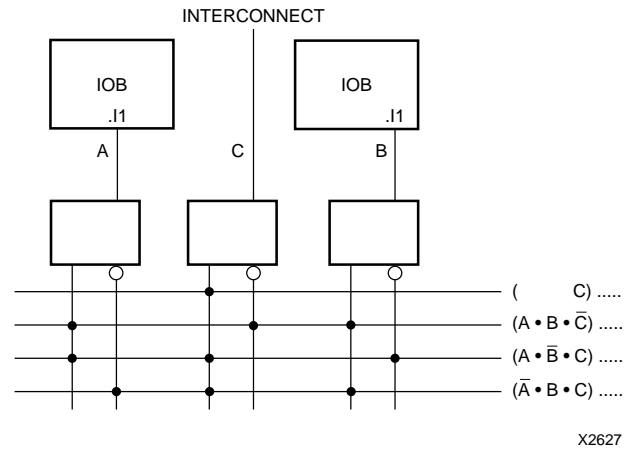 INTERCONNECT
IOB
IOB
.I1
.I1
A
C
B
( C) .....
(A • B • C̅) .....
(A • B̅ • C) .....
(A̅ • B • C) .....
X2627